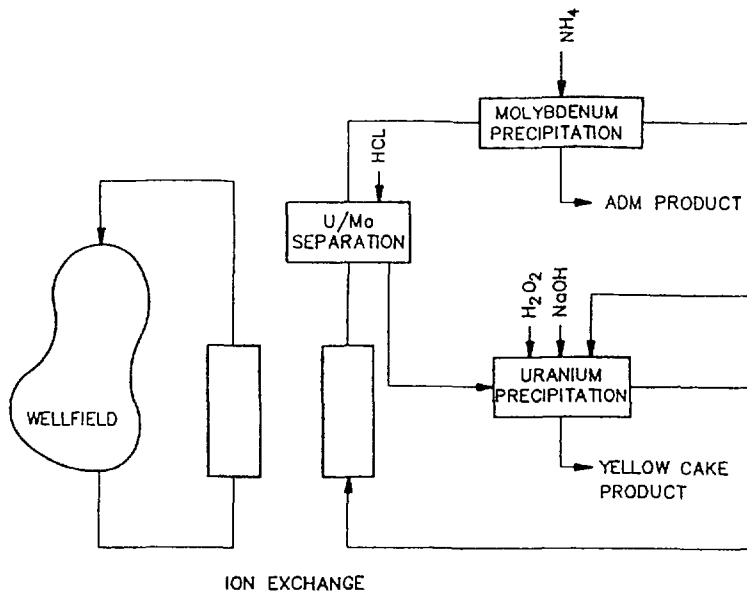 NH4
MOLYBDENUM
PRECIPITATION
HCL
ADM PRODUCT
U/Mo
SEPARATION
H2O2
NaOH
WELLFIELD
URANIUM
PRECIPITATION
YELLOW CAKE
PRODUCT
ION EXCHANGE